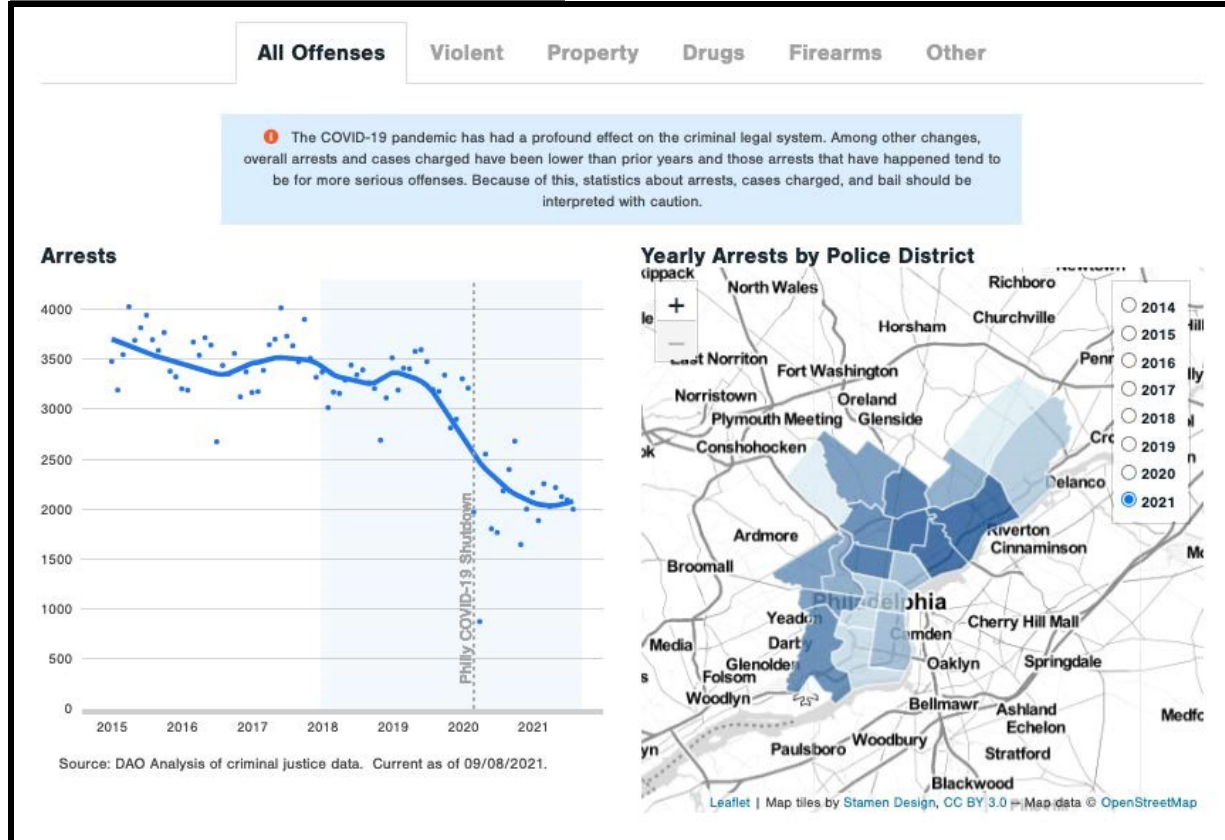 All Offenses Violent Property Drugs Firearms Other
The COVID-19 pandemic has had a profound effect on the criminal legal system. Among other changes,
overall arrests and cases charged have been lower than prior years and those arrests that have happened tend to
be for more serious offenses. Because of this, statistics about arrests, cases charged, and bail should be
interpreted with caution.
Arrests
4000
3500
3000
2500
2000
1500
1000
500
0
Philly COVID-19 Shutdown
2015 2016 2017 2018 2019 2020 2021
Source: DAO Analysis of criminal justice data. Current as of 09/08/2021.
Yearly Arrests by Police District
+
−
2014
2015
2016
2017
2018
2019
2020
2021
North Wales
Richboro
Churchville
Horsham
East Norriton
Fort Washington
Norristown
Oreland
Plymouth Meeting
Glenside
Conshohocken
Delanco
Ardmore
Riverton
Cinnaminson
Broomall
Philadelphia
Yeadon
Cherry Hill Mall
Camden
Media
Darby
Oaklyn
Springdale
Glenolden
Folsom
Woodlyn
Bellmawr
Ashland
Echelon
Woodbury
Paulsboro
Stratford
Blackwood
Leaflet | Map tiles by Stamen Design, CC BY 3.0 — Map data © OpenStreetMap